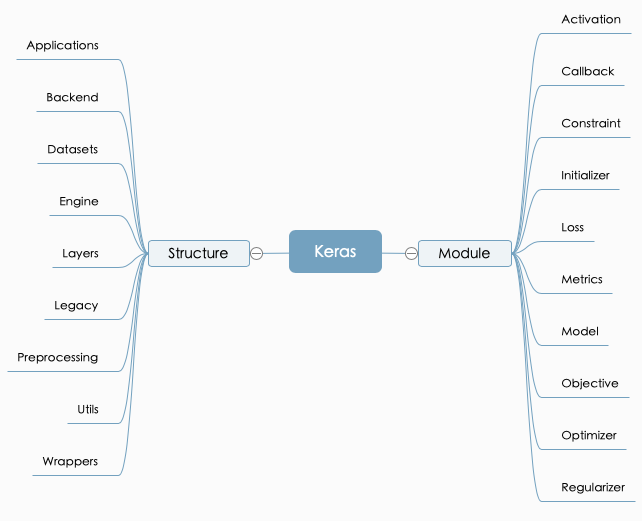 Applications
Backend
Datasets
Engine
Layers
Legacy
Preprocessing
Utils
Wrappers
Structure
Keras
Module
Activation
Callback
Constraint
Initializer
Loss
Metrics
Model
Objective
Optimizer
Regularizer